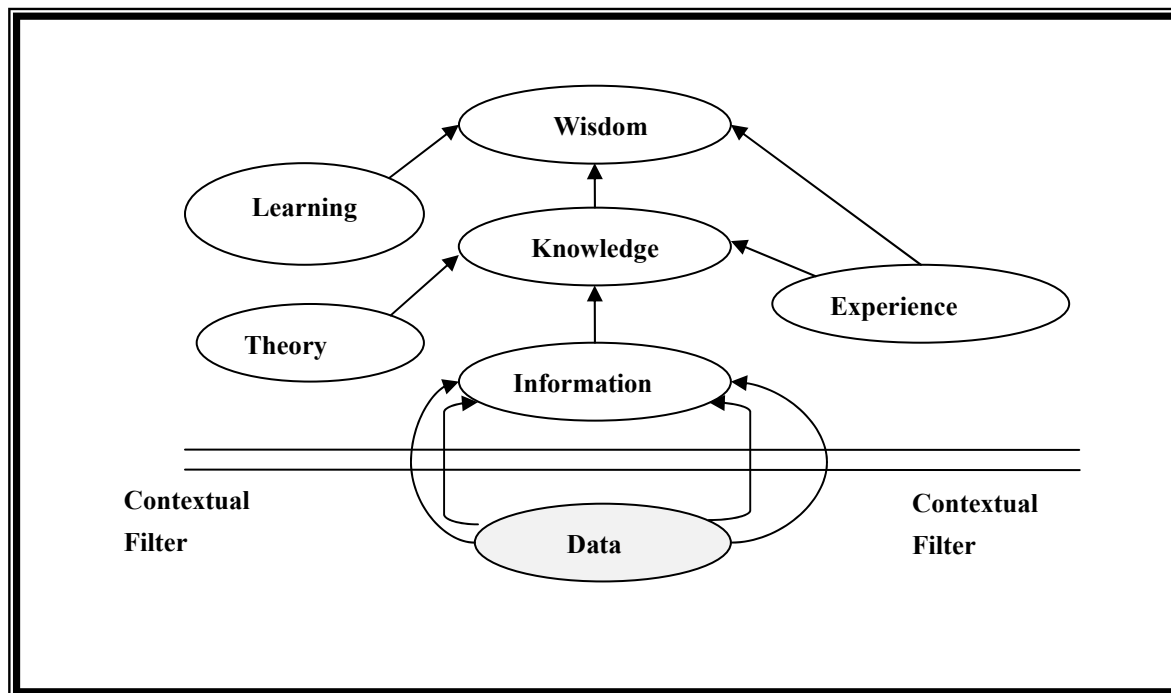 Wisdom
Learning
Knowledge
Experience
Theory
Information
Contextual
Filter
Contextual
Filter
Data